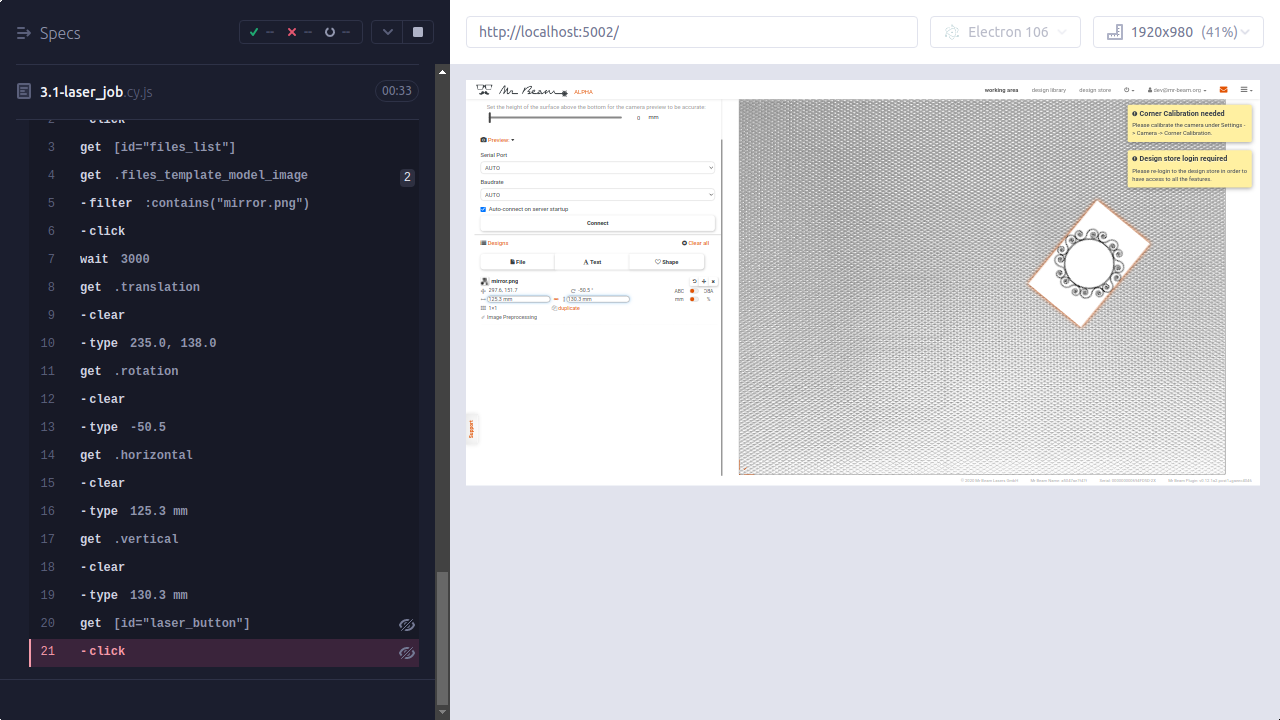 Specs
-- -- --
3.1-laser_job.cy.js
00:33
2 -click
3 get [id="files_list"]
4 get .files_template_model_image 2
5 -filter :contains("mirror.png")
6 -click
7 wait 3000
8 get .translation
9 -clear
10 -type 235.0, 138.0
11 get .rotation
12 -clear
13 -type -50.5
14 get .horizontal
15 -clear
16 -type 125.3 mm
17 get .vertical
18 -clear
19 -type 130.3 mm
20 get [id="laser_button"]
21 -click
http://localhost:5002/
Electron 106
1920x980 (41%)
Mr Beam ALPHA
working area
design library
design store
dev@mr-beam.org
Set the height of the surface above the bottom for the camera preview to be accurate
0 mm
Preview
Serial Port
AUTO
Baudrate
AUTO
Auto-connect on server startup
Connect
Designs
Clear all
File
Text
Shape
mirror.png
297.6, 151.7
-50.5 °
ABC
125.3 mm
130.3 mm
mm
%
1×1
duplicate
Image Preprocessing
Support
Corner Calibration needed
Please calibrate the camera under Settings -
> Camera -> Corner Calibration.
Design store login required
Please re-login to the design store in order to
have access to all the features.